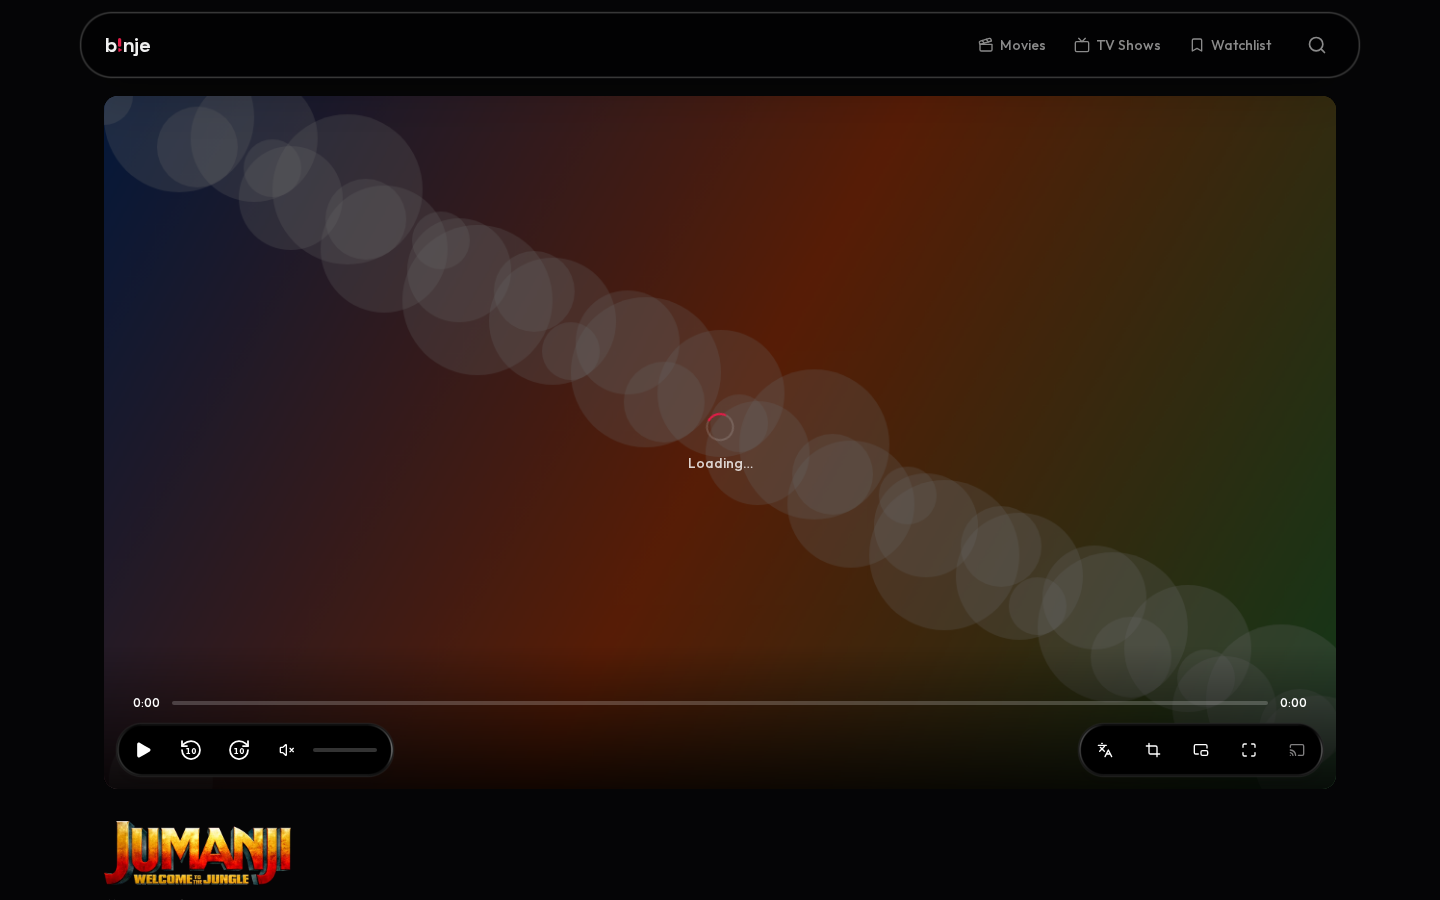 b!nje
Movies
TV Shows
Watchlist
Loading...
0:00
0:00
10
10
JUMANJI
WELCOME TO THE JUNGLE